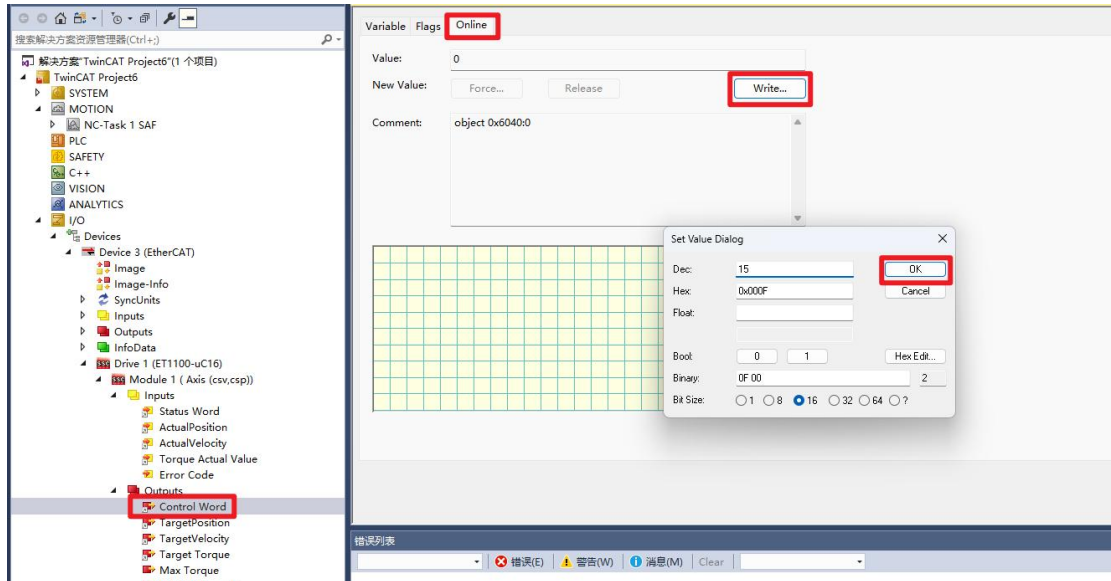 搜索解决方案资源管理器(Ctrl+;)
解决方案"TwinCAT Project6"(1 个项目)
TwinCAT Project6
SYSTEM
MOTION
NC-Task 1 SAF
PLC
SAFETY
C++
VISION
ANALYTICS
I/O
Devices
Device 3 (EtherCAT)
Image
Image-Info
SyncUnits
Inputs
Outputs
InfoData
Drive 1 (ET1100-uC16)
Module 1 ( Axis (csv,csp))
Inputs
Status Word
ActualPosition
ActualVelocity
Torque Actual Value
Error Code
Outputs
Control Word
TargetPosition
TargetVelocity
Target Torque
Max Torque
Variable Flags Online
Value: 0
New Value: Force... Release Write...
Comment: object 0x6040:0
Set Value Dialog
Dec: 15 OK
Hex: 0x000F Cancel
Float:
Bool: 0 1 Hex Edit...
Binary: 0F 00 2
Bit Size: 1 8 16 32 64 ?
错误列表
错误(E) 警告(W) 消息(M) Clear